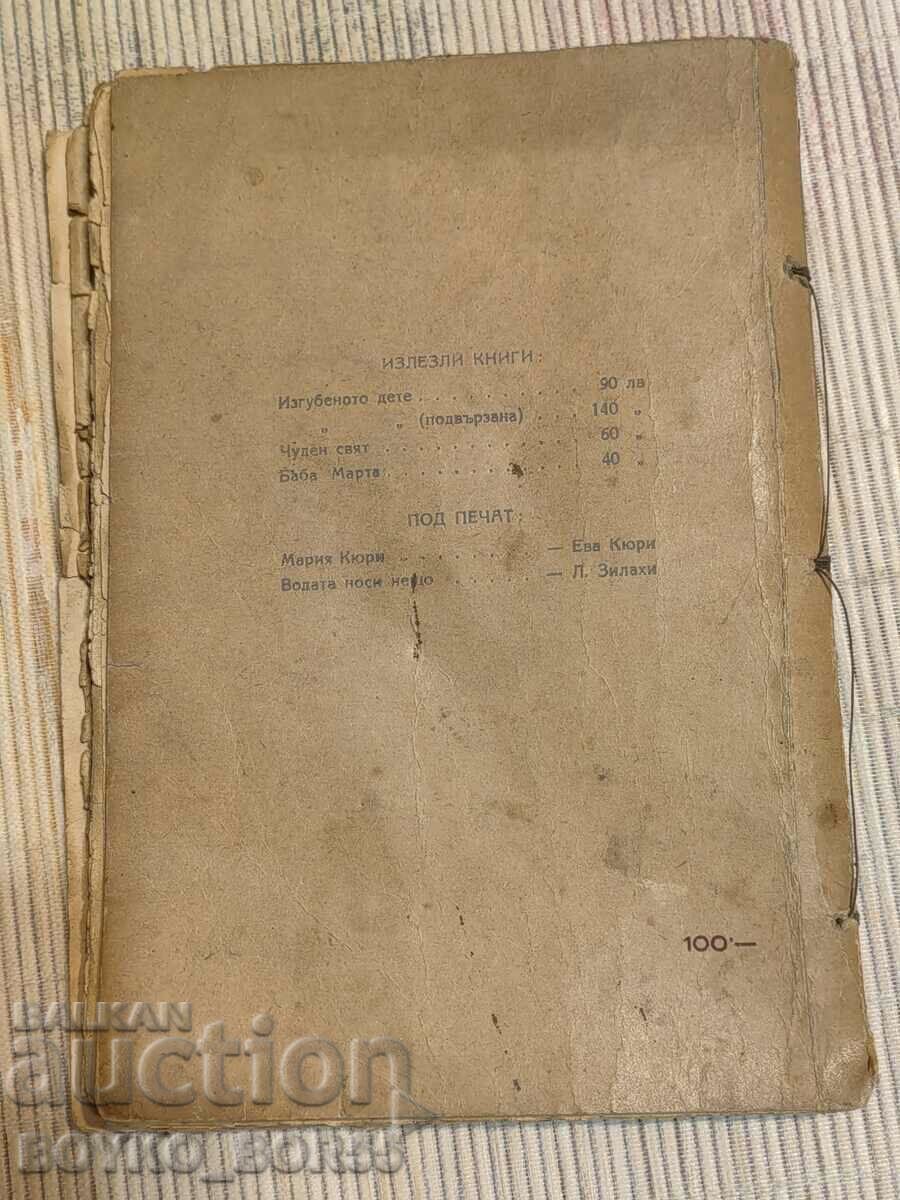 ИЗЛЕЗЛИ КНИГИ:
Изгубеното дете . . . . . . . . . . 90 лв
„ „ (подвързана) . . . 140 „
Чуден свят . . . . . . . . . . . . 60 „
Баба Марта . . . . . . . . . . . . 40 „
ПОД ПЕЧАТ:
Мария Кюри . . . . . . . . — Ева Кюри
Водата носи нещо . . . . . — Л. Зилахи
100·—
BALKAN
auction
BOYKO_BOR55